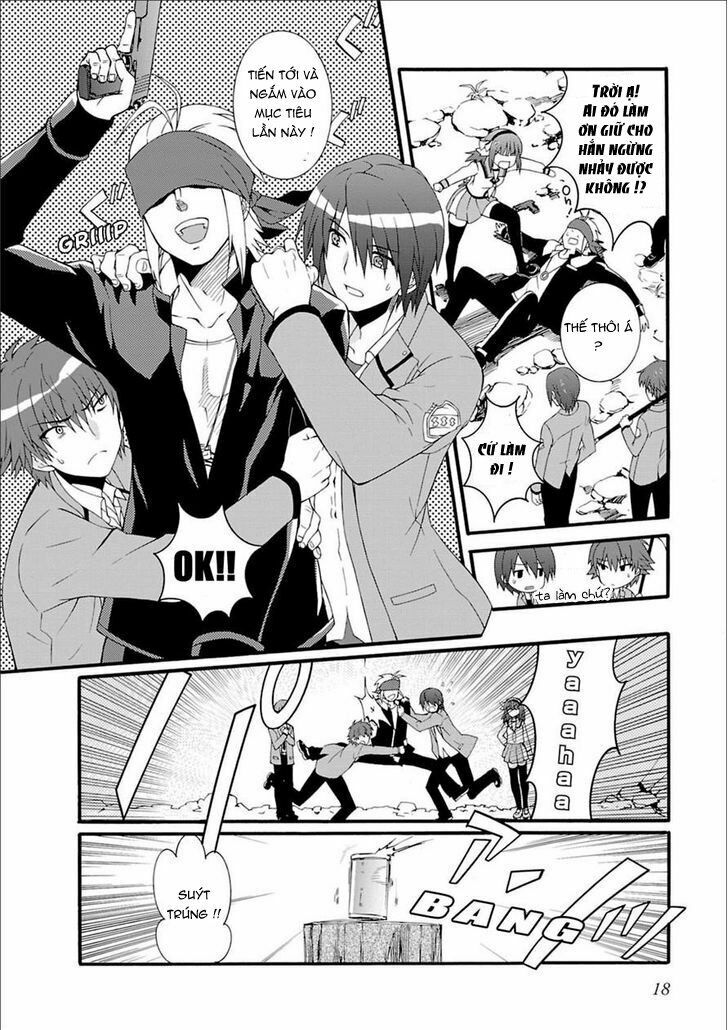 TRỜI Ạ!
AI ĐÓ LÀM
ƠN GIỮ CHO
HẮN NGỪNG
NHẢY ĐƯỢC
KHÔNG !?
THẾ THÔI Á
?
CỨ LÀM
ĐI !
ta làm chứ?
TIẾN TỚI VÀ
NGẮM VÀO
MỤC TIÊU
LẦN NÀY !
GRIIIP
OK!!
yaaahaa
BANG
SUÝT
TRÚNG !!
18